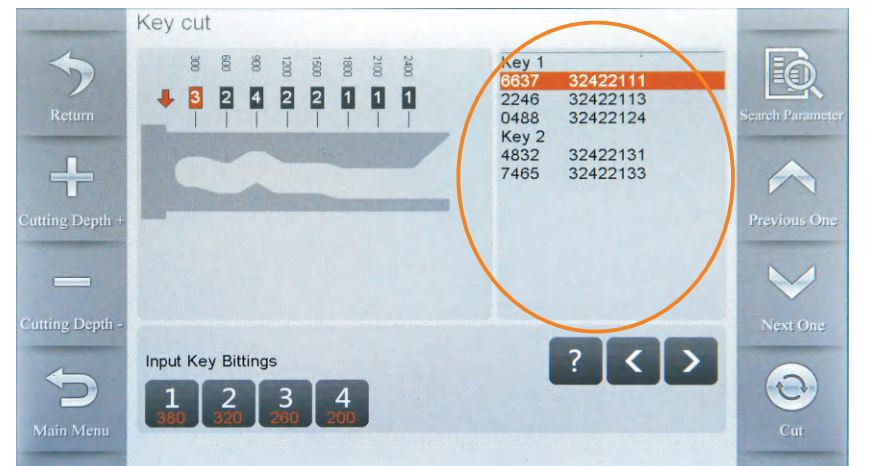 Key cut
Return
Cutting Depth +
Cutting Depth -
Main Menu
300 600 900 1200 1500 1800 2100 2400
3 2 4 2 2 1 1 1
Key 1
6637 32422111
2246 32422113
0488 32422124
Key 2
4832 32422131
7465 32422133
Input Key Bittings
1 2 3 4
380 320 260 200
? < >
Search Parameter
Previous One
Next One
Cut